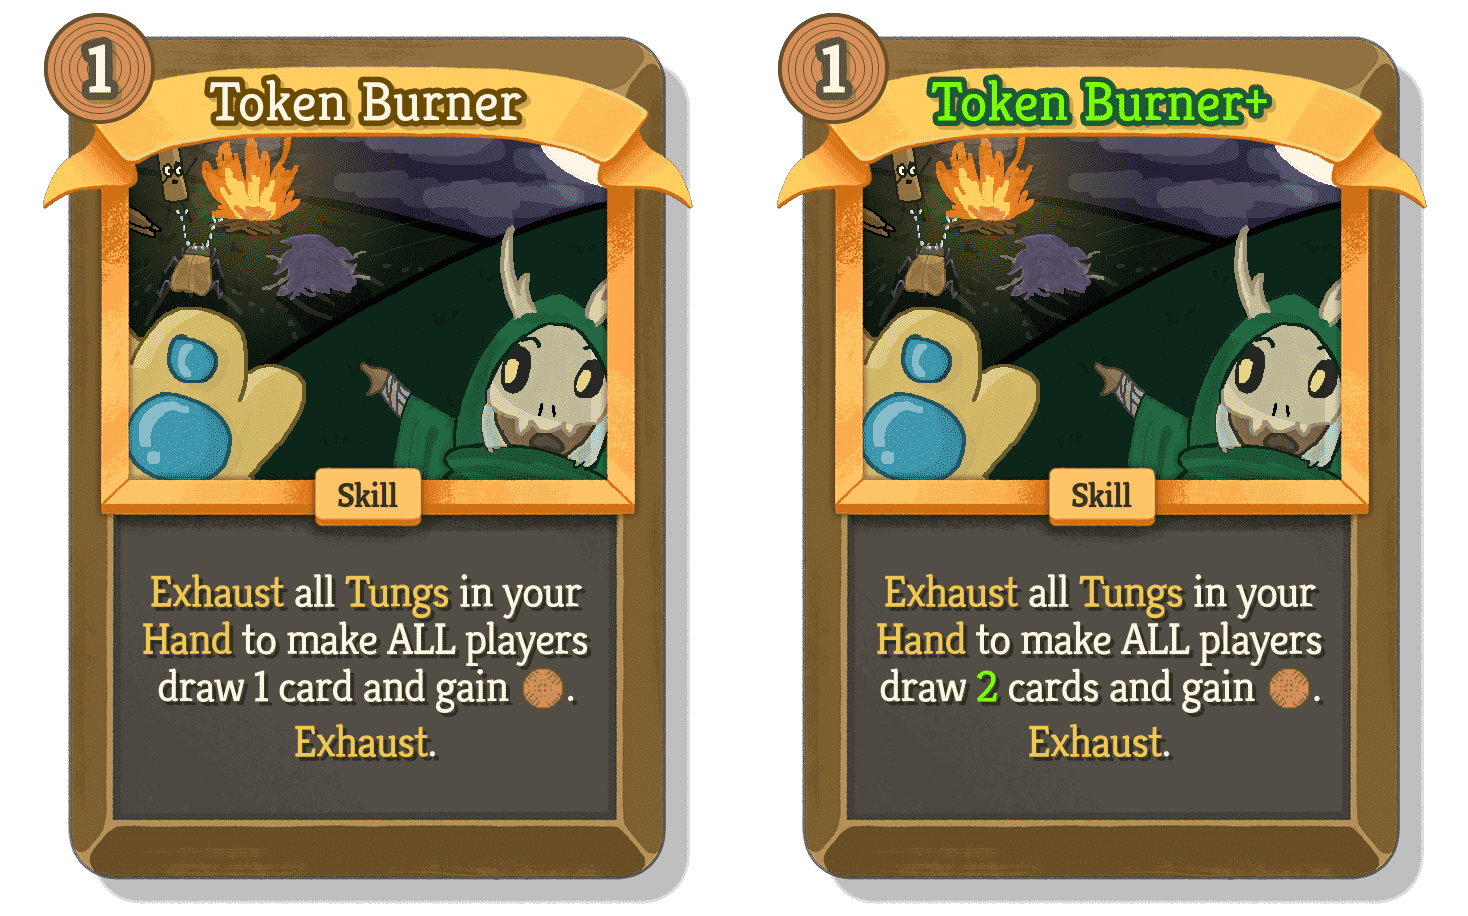 1
Token Burner
Skill
Exhaust all Tungs in your
Hand to make ALL players
draw 1 card and gain .
Exhaust.
1
Token Burner+
Skill
Exhaust all Tungs in your
Hand to make ALL players
draw 2 cards and gain .
Exhaust.